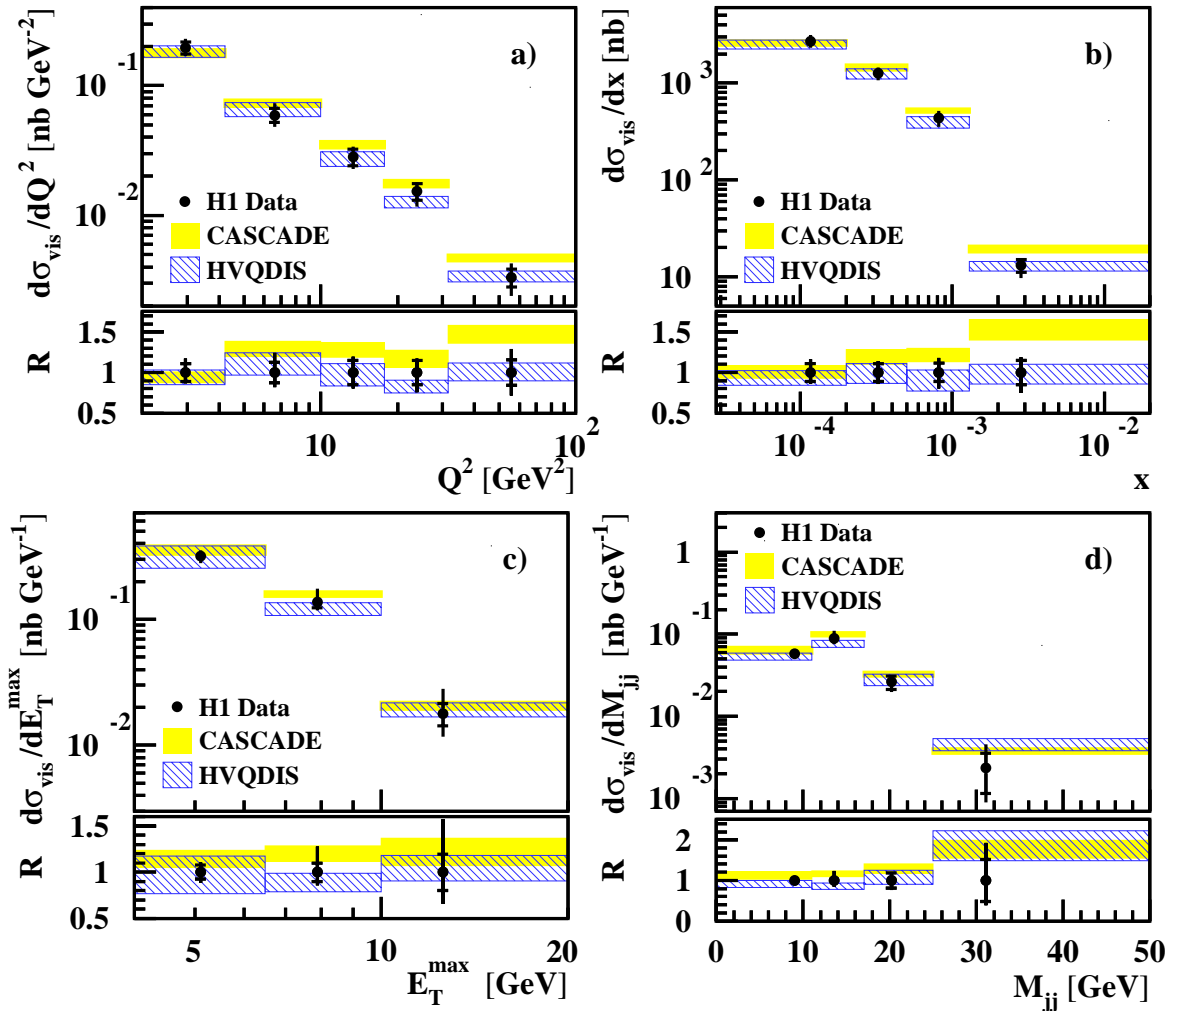 a)
dσvis/dQ² [nb GeV⁻²]
10⁻¹
10⁻²
H1 Data
CASCADE
HVQDIS
R
1.5
1
0.5
10
10²
Q² [GeV²]
b)
dσvis/dx [nb]
10³
10²
10
H1 Data
CASCADE
HVQDIS
R
1.5
1
0.5
10⁻⁴
10⁻³
10⁻²
x
c)
dσvis/dE_T^max [nb GeV⁻¹]
10⁻¹
10⁻²
H1 Data
CASCADE
HVQDIS
R
1.5
1
0.5
5
10
20
E_T^max [GeV]
d)
dσvis/dM_jj [nb GeV⁻¹]
1
10⁻¹
10⁻²
10⁻³
H1 Data
CASCADE
HVQDIS
R
2
1
0
0 10 20 30 40 50
M_jj [GeV]